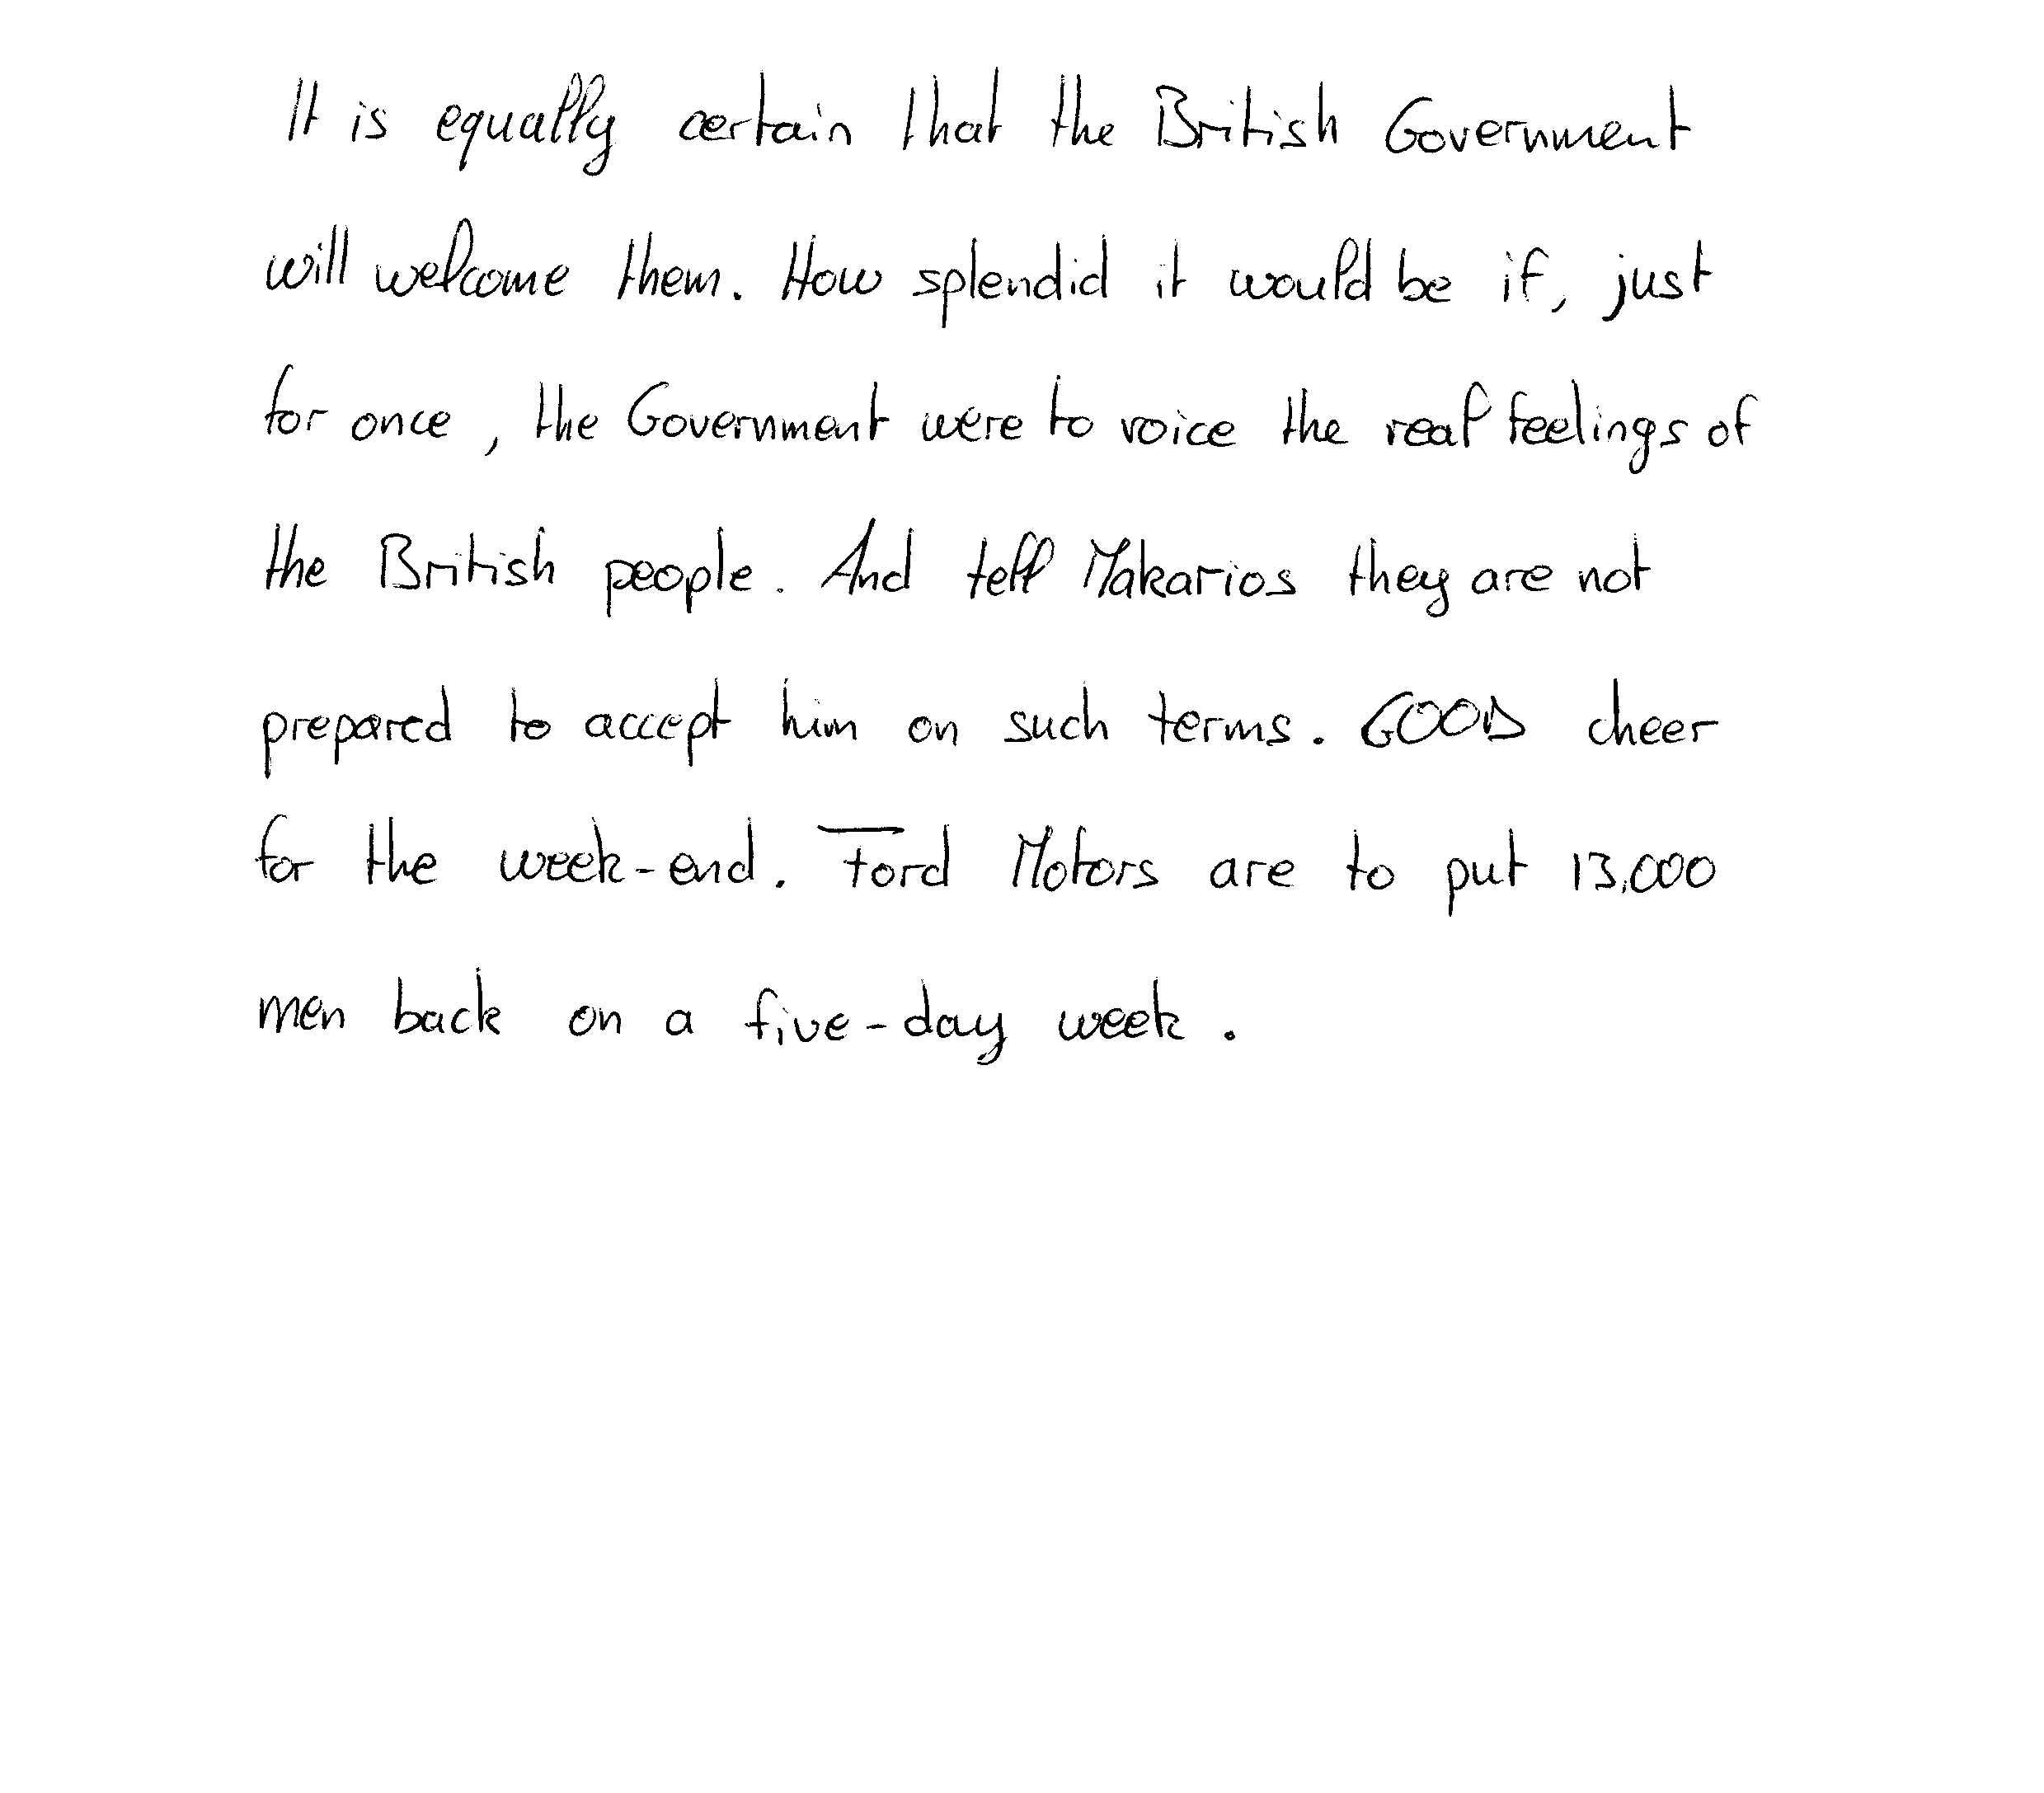 It is equally certain that the British Government
will welcome them. How splendid it would be if, just
for once, the Government were to voice the real feelings of
the British people. And tell Makarios they are not
prepared to accept him on such terms. GOOD cheer
for the week-end. Ford Motors are to put 13,000
men back on a five-day week.